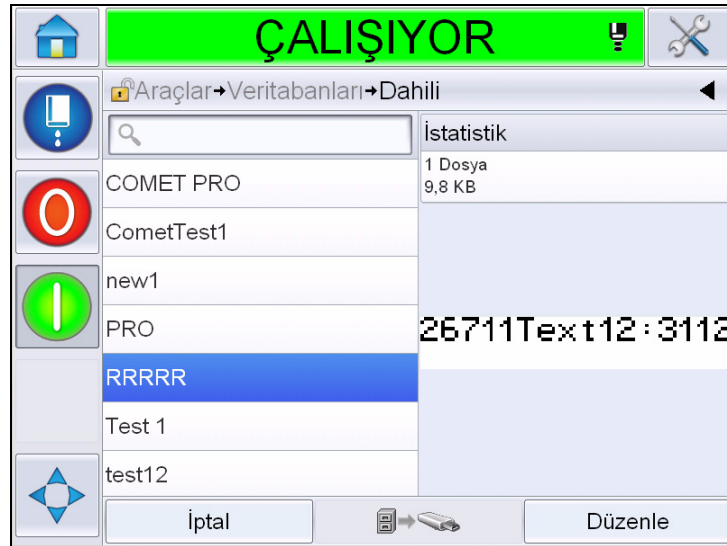 ÇALIŞIYOR
Araçlar→Veritabanları→Dahili
İstatistik
1 Dosya
9,8 KB
COMET PRO
CometTest1
new1
PRO
RRRRR
Test 1
test12
26711Text12:3112
İptal
Düzenle